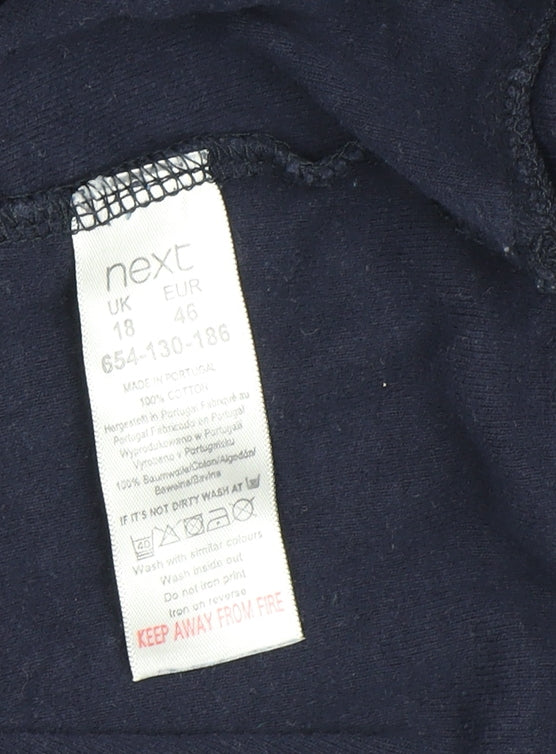 next
UK EUR
18 46
654-130-186
MADE IN PORTUGAL
100% COTTON
Hergestellt in Portugal Fabriqué au
Portugal Fabricado en Portugal
Wyprodukowano w Portugalii
Vyrobeno v Portugalsku
100% Baumwolle/Coton/Algodón/
Bawełna/Bavlna
IF IT'S NOT DIRTY WASH AT
40
Wash with similar colours
Wash inside out
Do not iron print
Iron on reverse
KEEP AWAY FROM FIRE